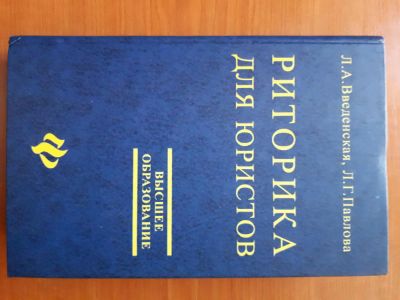 Л.А.Введенская, Л.Г.Павлова
РИТОРИКА
ДЛЯ ЮРИСТОВ
ВЫСШЕЕ
ОБРАЗОВАНИЕ